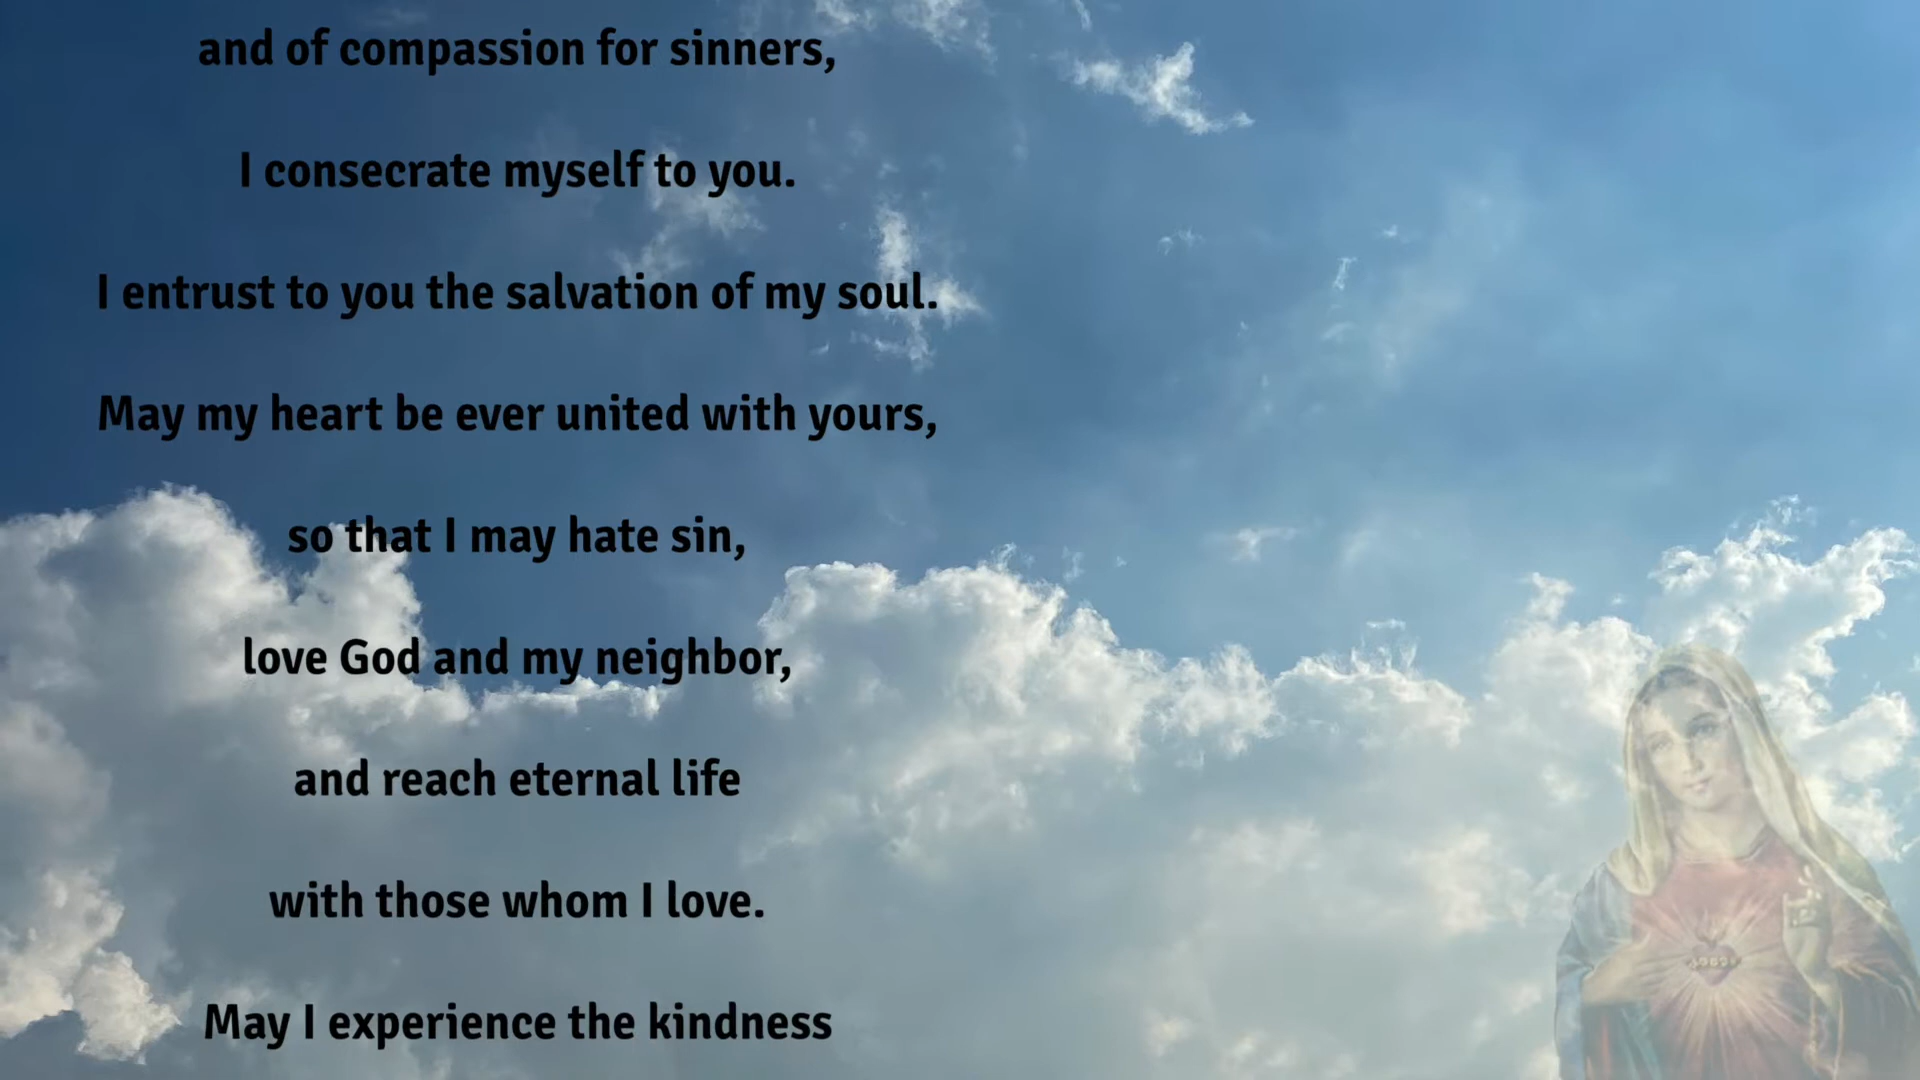 and of compassion for sinners,
I consecrate myself to you.
I entrust to you the salvation of my soul.
May my heart be ever united with yours,
so that I may hate sin,
love God and my neighbor,
and reach eternal life
with those whom I love.
May I experience the kindness